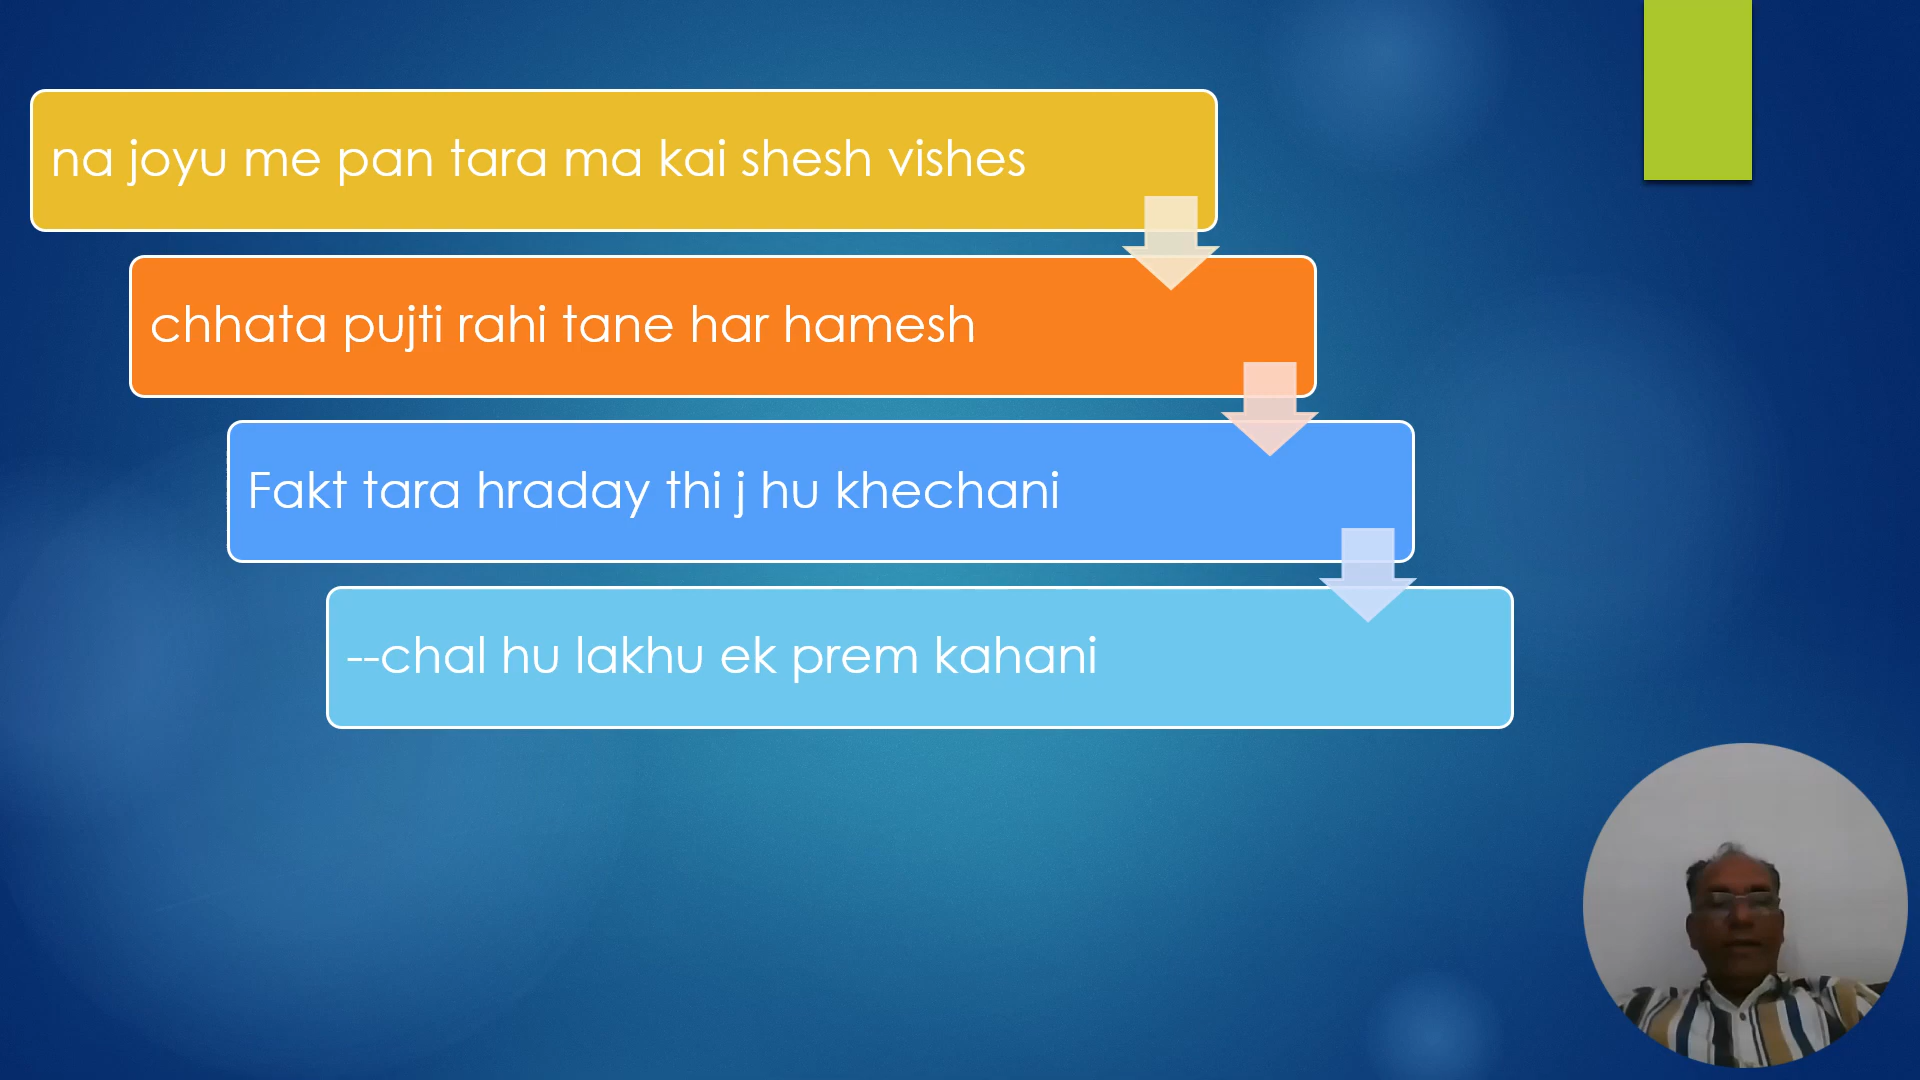 na joyu me pan tara ma kai shesh vishes
chhata pujti rahi tane har hamesh
Fakt tara hraday thi j hu khechani
--chal hu lakhu ek prem kahani